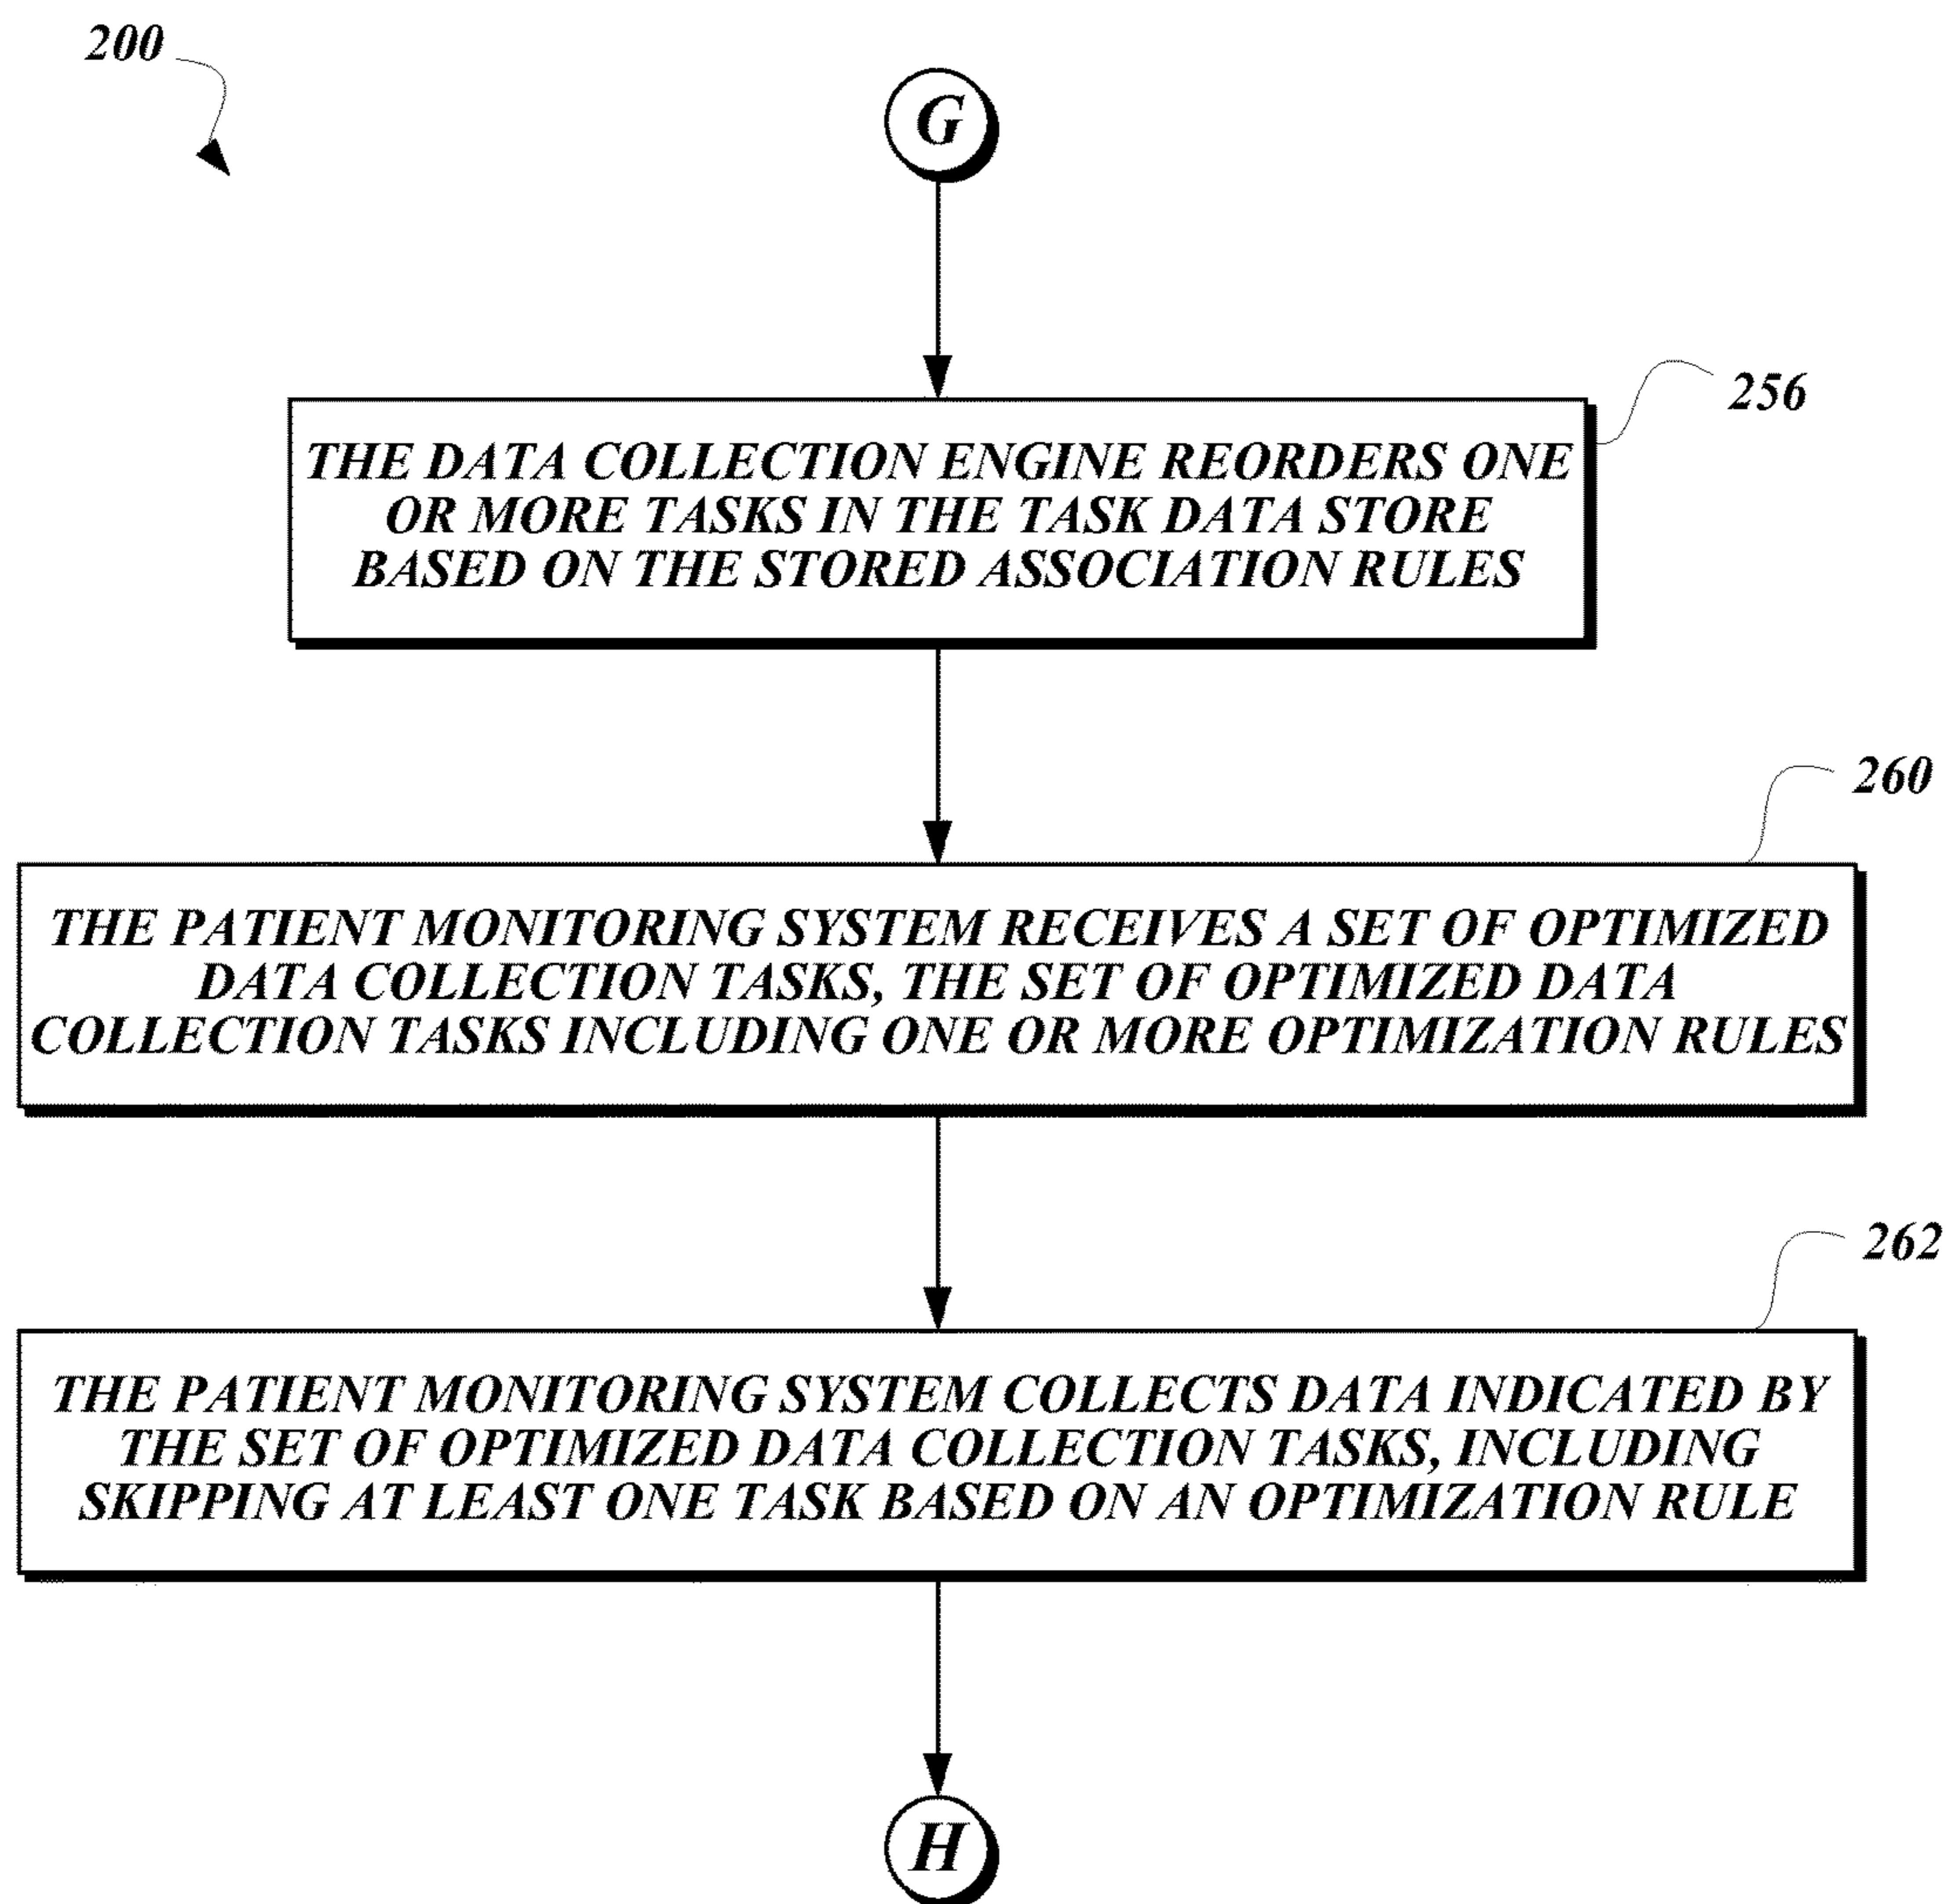 200
G
256
THE DATA COLLECTION ENGINE REORDERS ONE
OR MORE TASKS IN THE TASK DATA STORE
BASED ON THE STORED ASSOCIATION RULES
260
THE PATIENT MONITORING SYSTEM RECEIVES A SET OF OPTIMIZED
DATA COLLECTION TASKS, THE SET OF OPTIMIZED DATA
COLLECTION TASKS INCLUDING ONE OR MORE OPTIMIZATION RULES
262
THE PATIENT MONITORING SYSTEM COLLECTS DATA INDICATED BY
THE SET OF OPTIMIZED DATA COLLECTION TASKS, INCLUDING
SKIPPING AT LEAST ONE TASK BASED ON AN OPTIMIZATION RULE
H